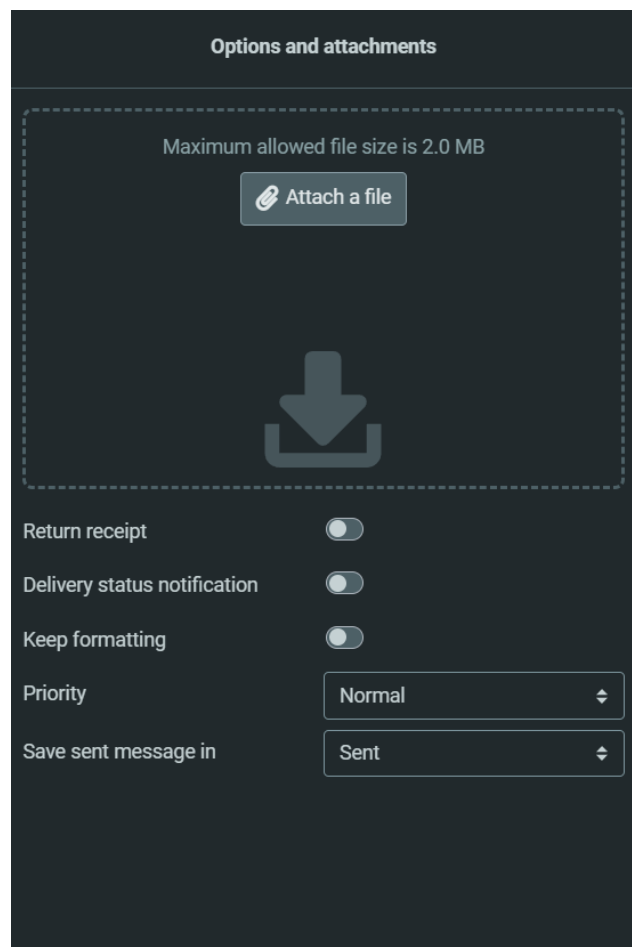 Options and attachments
Maximum allowed file size is 2.0 MB
Attach a file
Return receipt
Delivery status notification
Keep formatting
Priority
Normal
Save sent message in
Sent